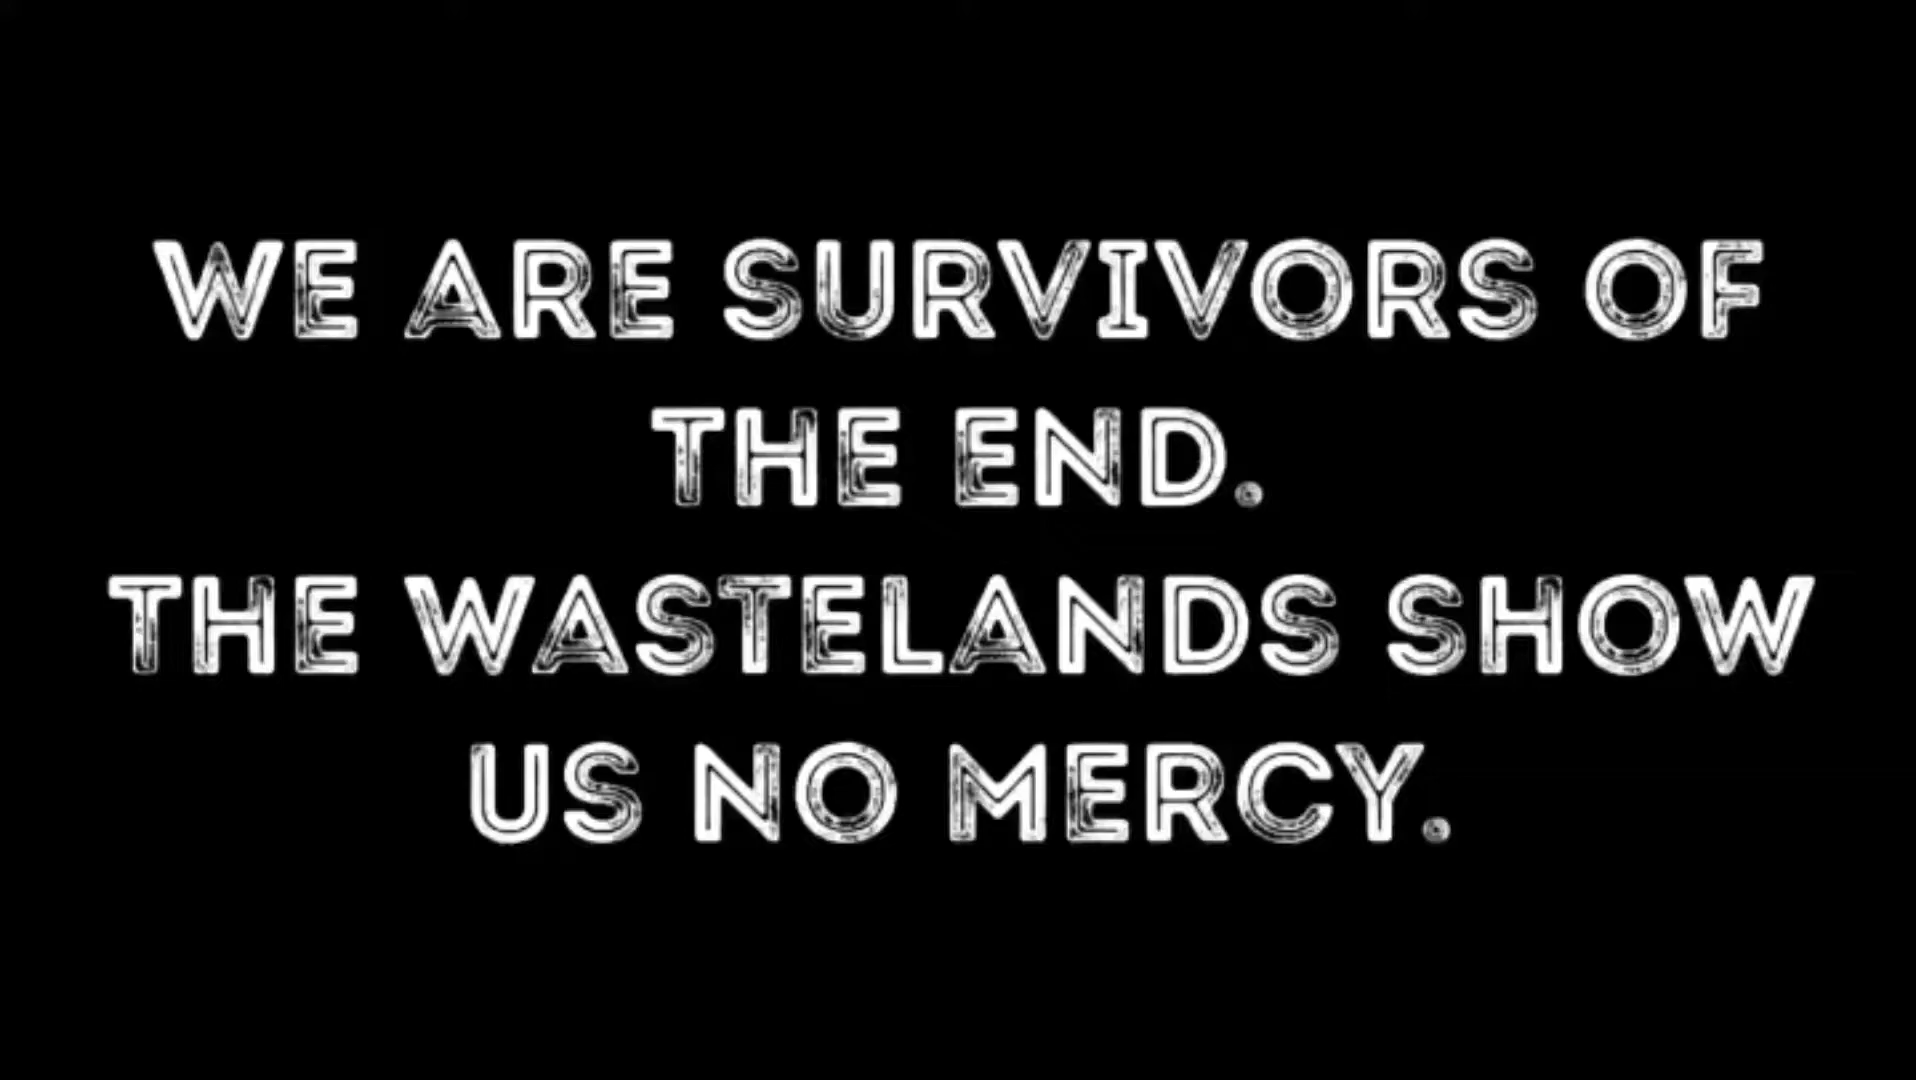 WE ARE SURVIVORS OF
THE END.
THE WASTELANDS SHOW
US NO MERCY.